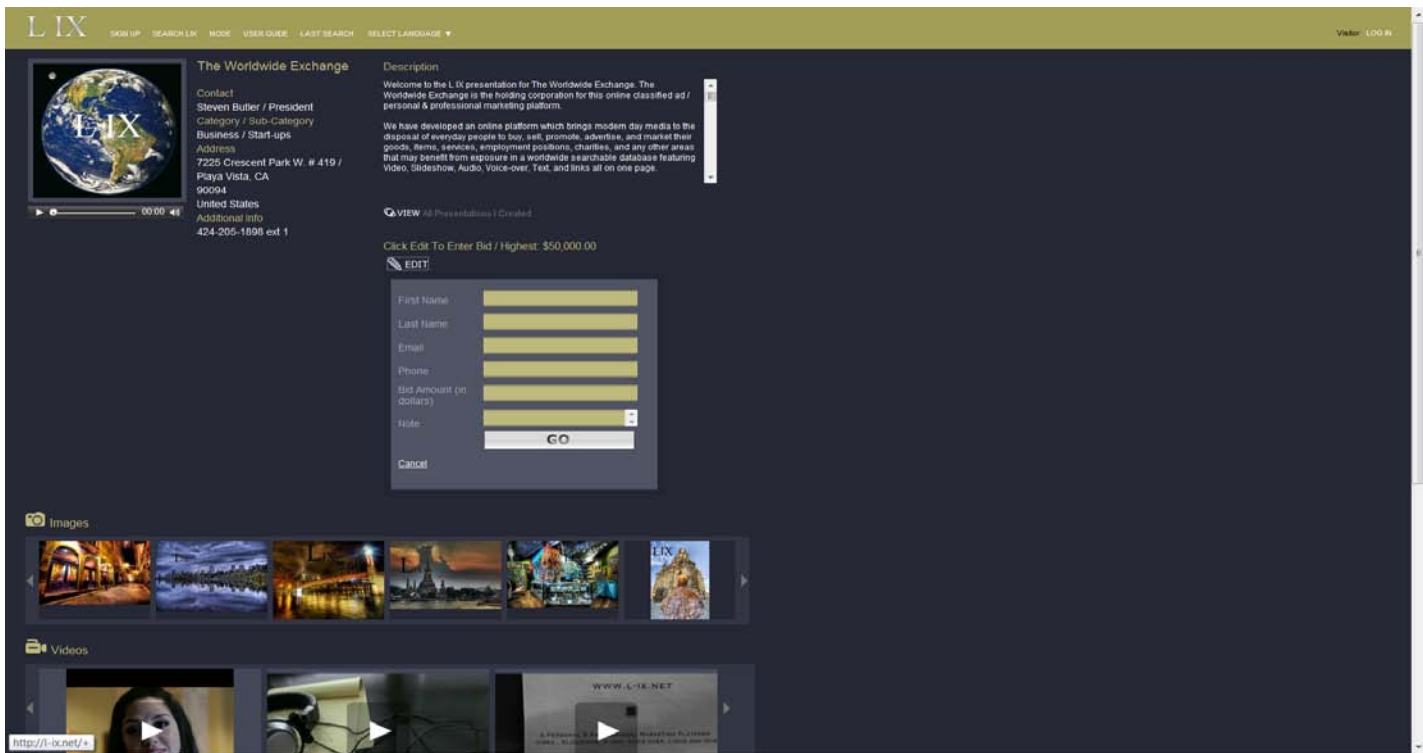 L IX
SIGN UP SEARCH LIX MODE USER GUIDE LAST SEARCH SELECT LANGUAGE ▼
Visitor LOG IN
L IX
00:00
The Worldwide Exchange
Contact
Steven Butler / President
Category / Sub-Category
Business / Start-ups
Address
7225 Crescent Park W. # 419 /
Playa Vista, CA
90094
United States
Additional Info
424-205-1898 ext 1
Description
Welcome to the L IX presentation for The Worldwide Exchange. The
Worldwide Exchange is the holding corporation for this online classified ad /
personal & professional marketing platform.
We have developed an online platform which brings modern day media to the
disposal of everyday people to buy, sell, promote, advertise, and market their
goods, items, services, employment positions, charities, and any other areas
that may benefit from exposure in a worldwide searchable database featuring
Video, Slideshow, Audio, Voice-over, Text, and links all on one page.
VIEW All Presentations I Created
Click Edit To Enter Bid / Highest: $50,000.00
EDIT
First Name
Last Name
Email
Phone
Bid Amount (in
dollars)
Note
GO
Cancel
Images
L IX
LIX
Videos
WWW.L-IX.NET
A PERSONAL & PROFESSIONAL MARKETING PLATFORM
http://l-ix.net/+